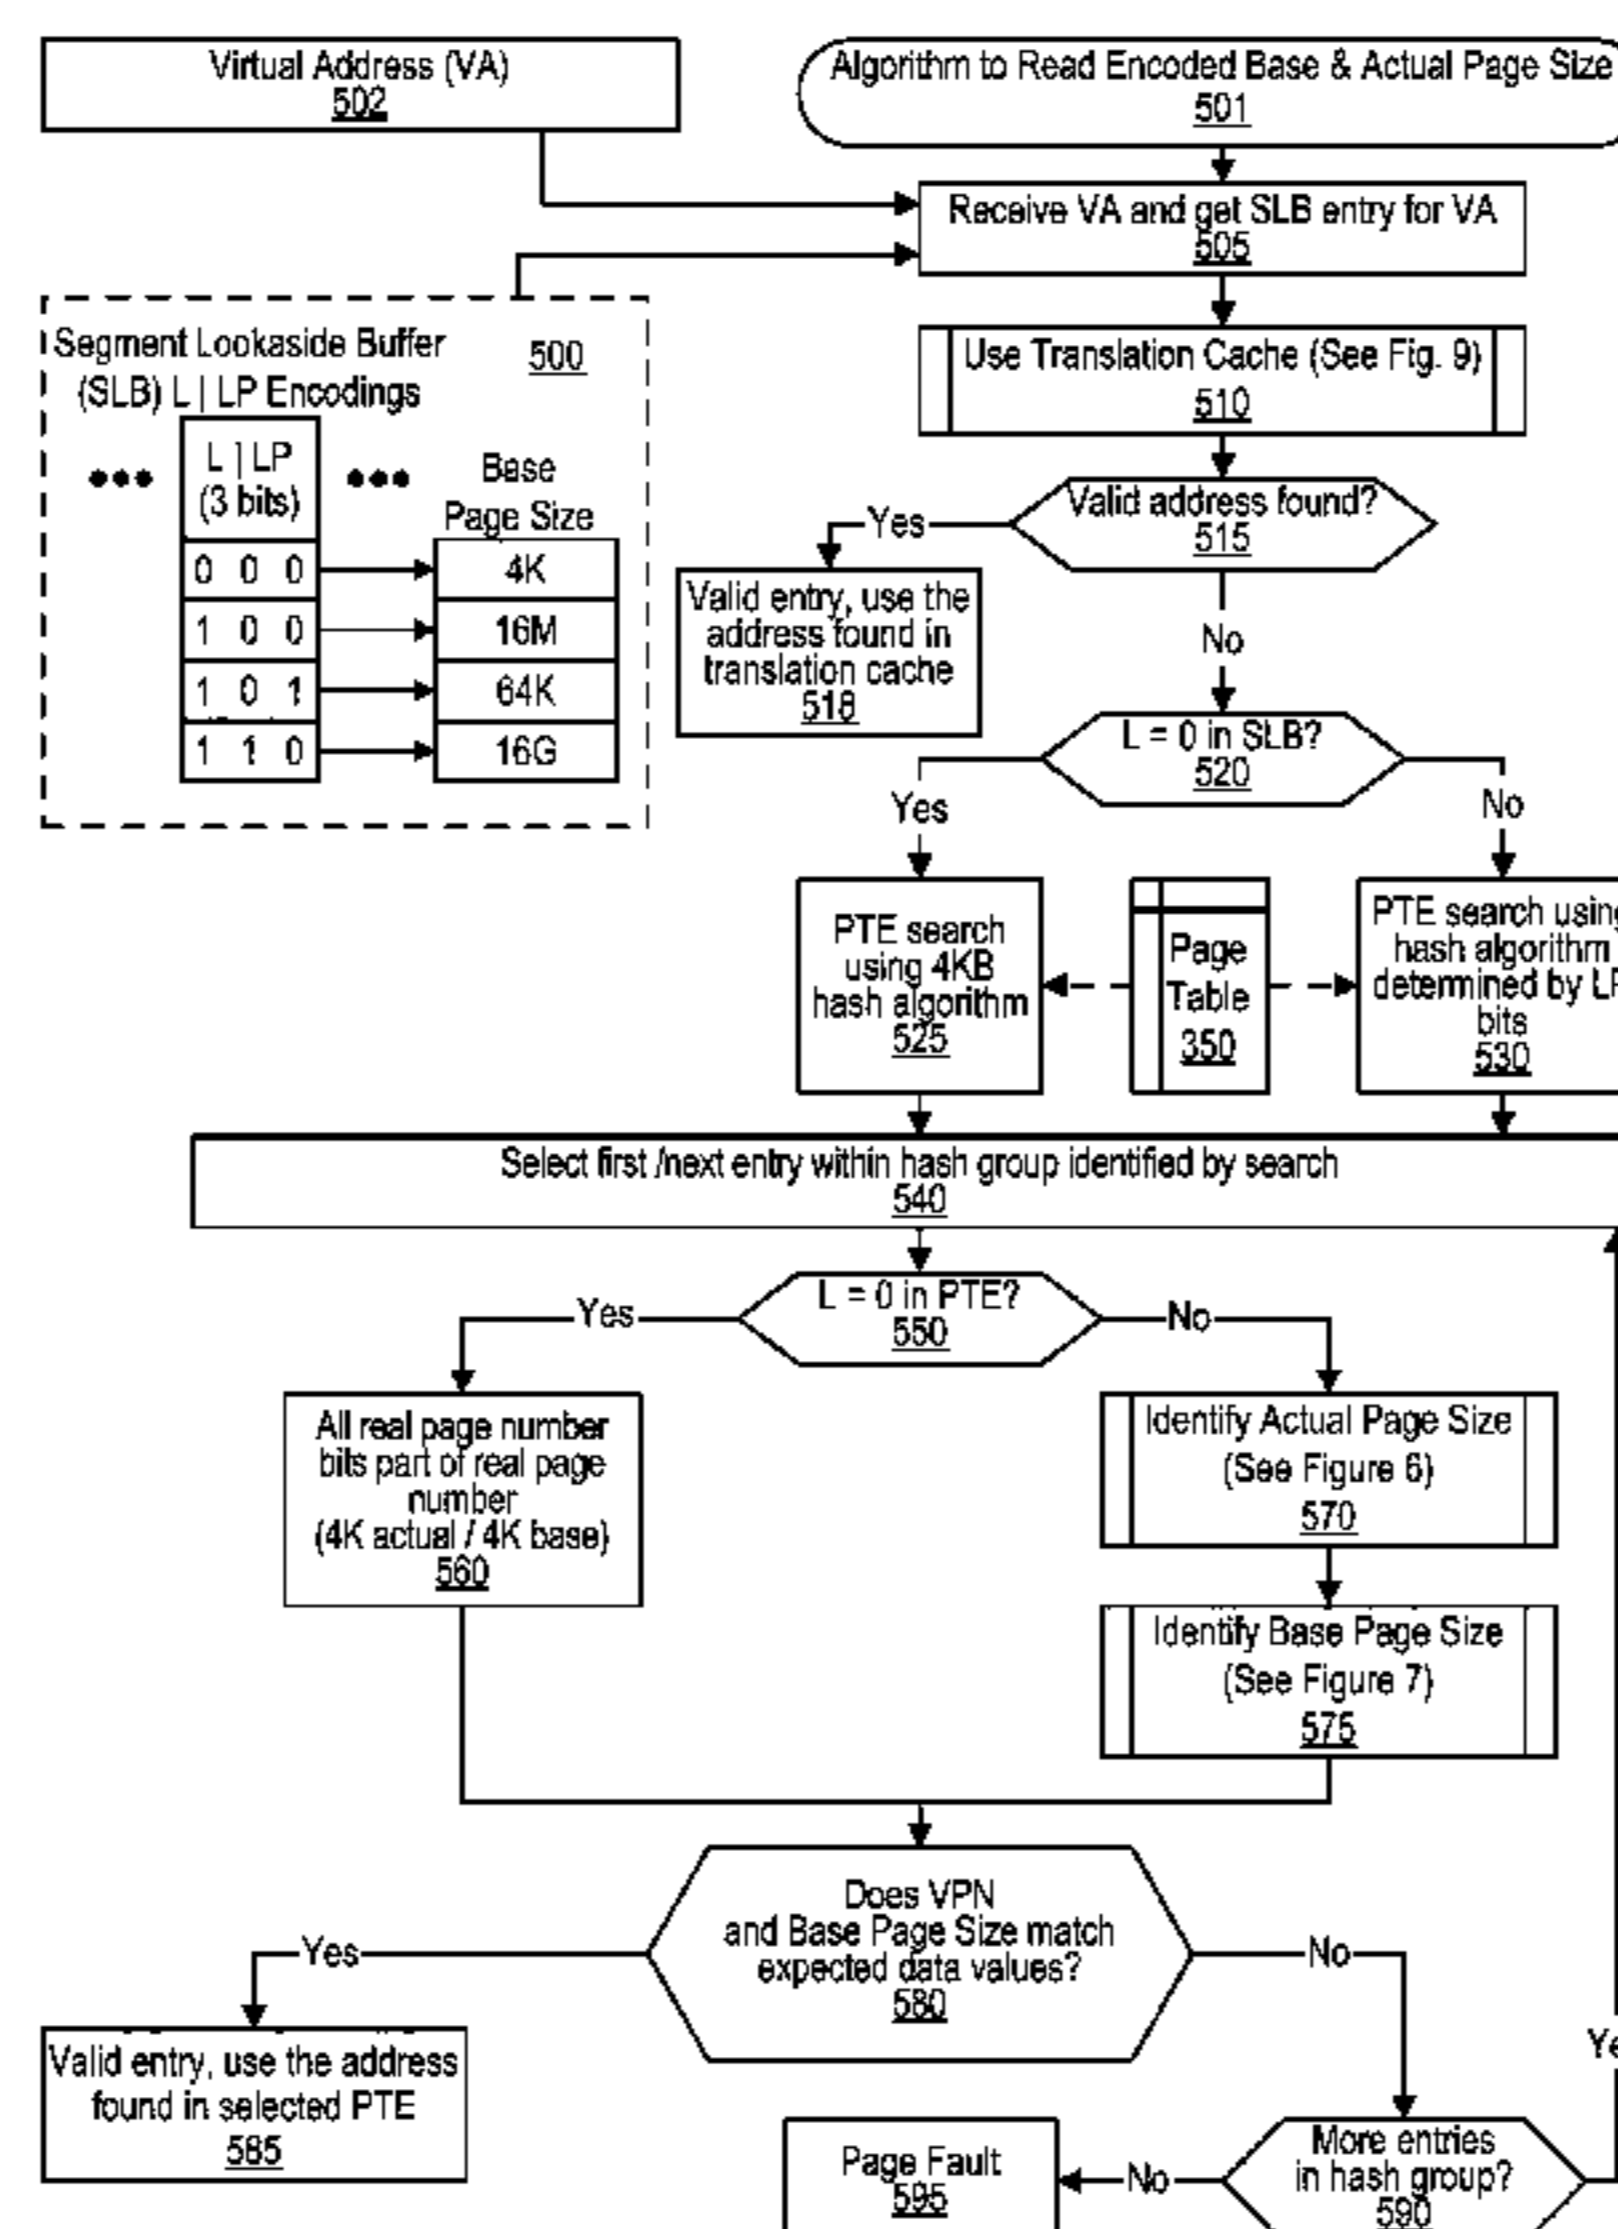 Virtual Address (VA)
502
Algorithm to Read Encoded Base & Actual Page Size
501
Receive VA and get SLB entry for VA
505
Segment Lookaside Buffer
(SLB) L | LP Encodings
500
Use Translation Cache (See Fig. 9)
510
••• L | LP ••• Base
(3 bits) Page Size
0 0 0 4K
1 0 0 16M
1 0 1 64K
1 1 0 16G
Valid address found?
515
Yes
No
Valid entry, use the
address found in
translation cache
518
L = 0 in SLB?
520
Yes
No
PTE search
using 4KB
hash algorithm
525
Page
Table
350
PTE search using
hash algorithm
determined by LP
bits
530
Select first /next entry within hash group identified by search
540
L = 0 in PTE?
550
Yes
No
All real page number
bits part of real page
number
(4K actual / 4K base)
560
Identify Actual Page Size
(See Figure 6)
570
Identify Base Page Size
(See Figure 7)
575
Does VPN
and Base Page Size match
expected data values?
580
Yes
No
Valid entry, use the address
found in selected PTE
585
Ye
More entries
in hash group?
590
No
Page Fault
595